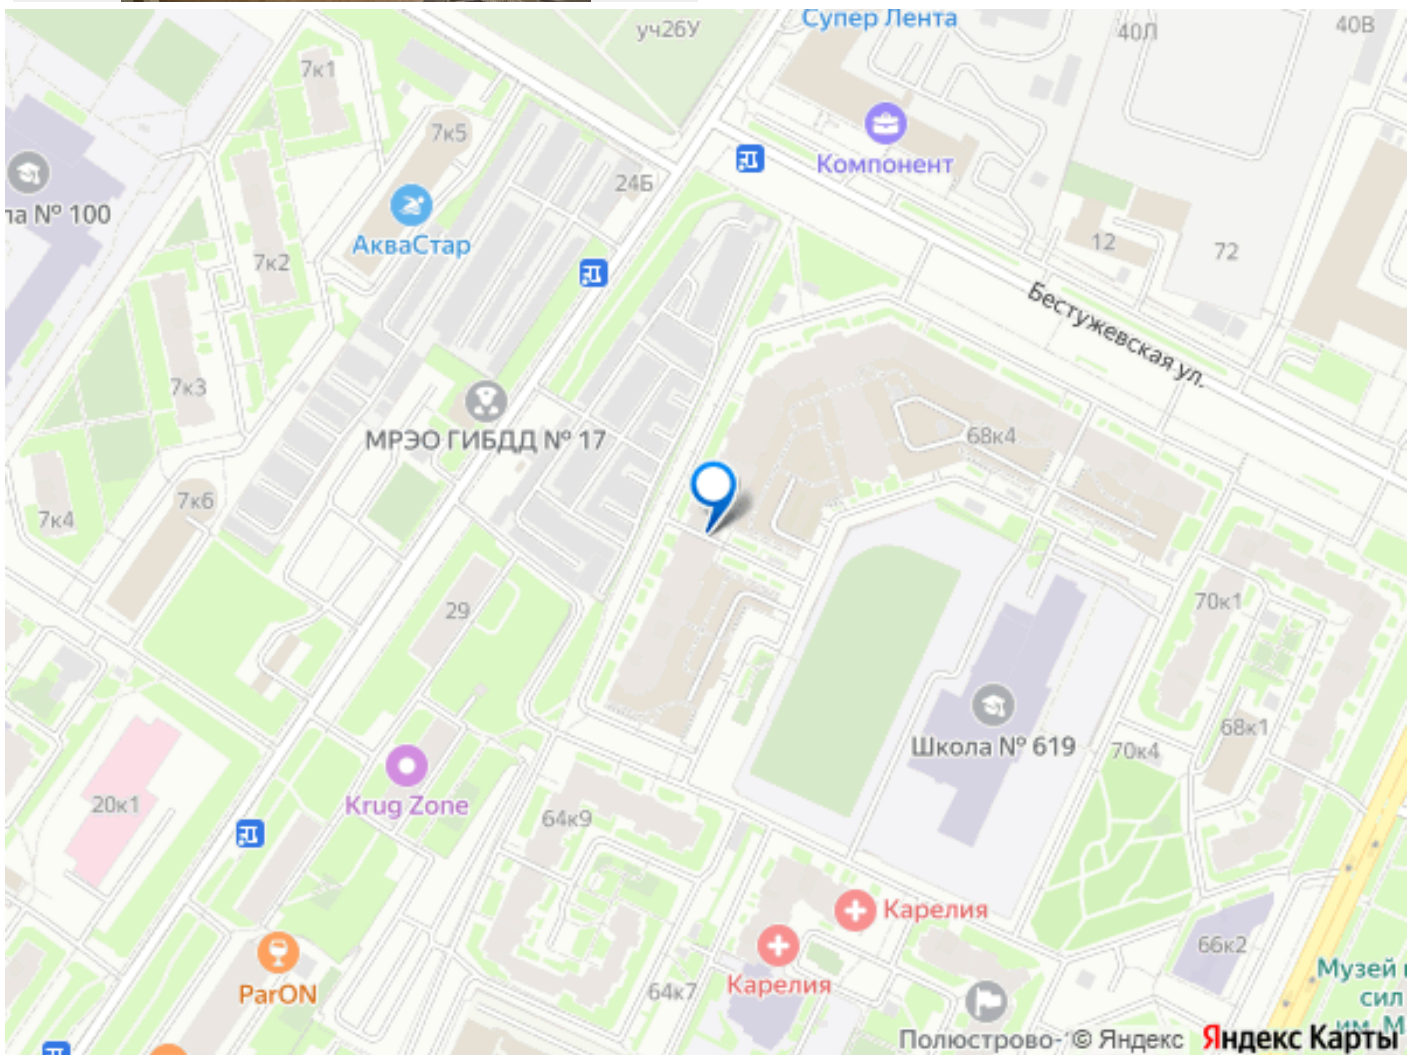 Супер Лента
уч26У
40Л
40В
7к1
7к5
Компонент
24Б
ла № 100
АкваСтар
7к2
12
72
Бестужевская ул.
7к3
МРЭО ГИБДД № 17
68к4
7к6
7к4
29
70к1
Школа № 619
68к1
70к4
20к1
Krug Zone
64к9
Карелия
66к2
Карелия
ParON
64к7
Музей
сил
им. М
Полюстрово-
© Яндекс
Яндекс Карты